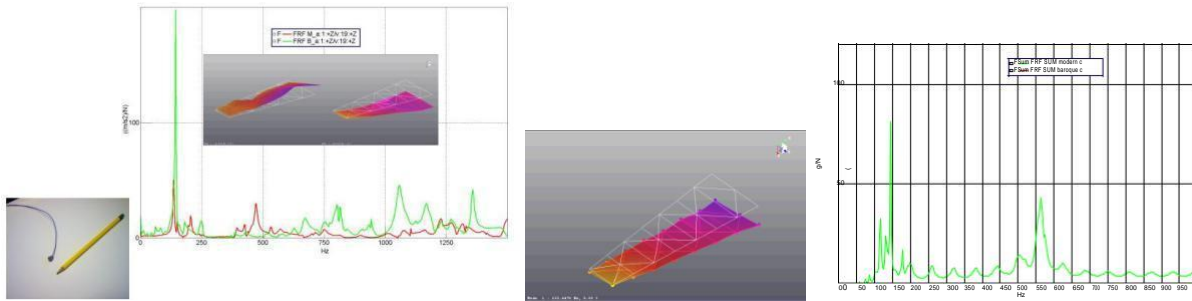 F FRF M_a:1:+Z/v:19:+Z
F FRF B_a:1:+Z/v:19:+Z
100
0
250
500
750
1000
1250
Hz
FSum FRF SUM modern c
FSum FRF SUM baroque c
100
50
g/N
00 50 100 150 200 250 300 350 400 450 500 550 600 650 700 750 800 850 900 950
Hz